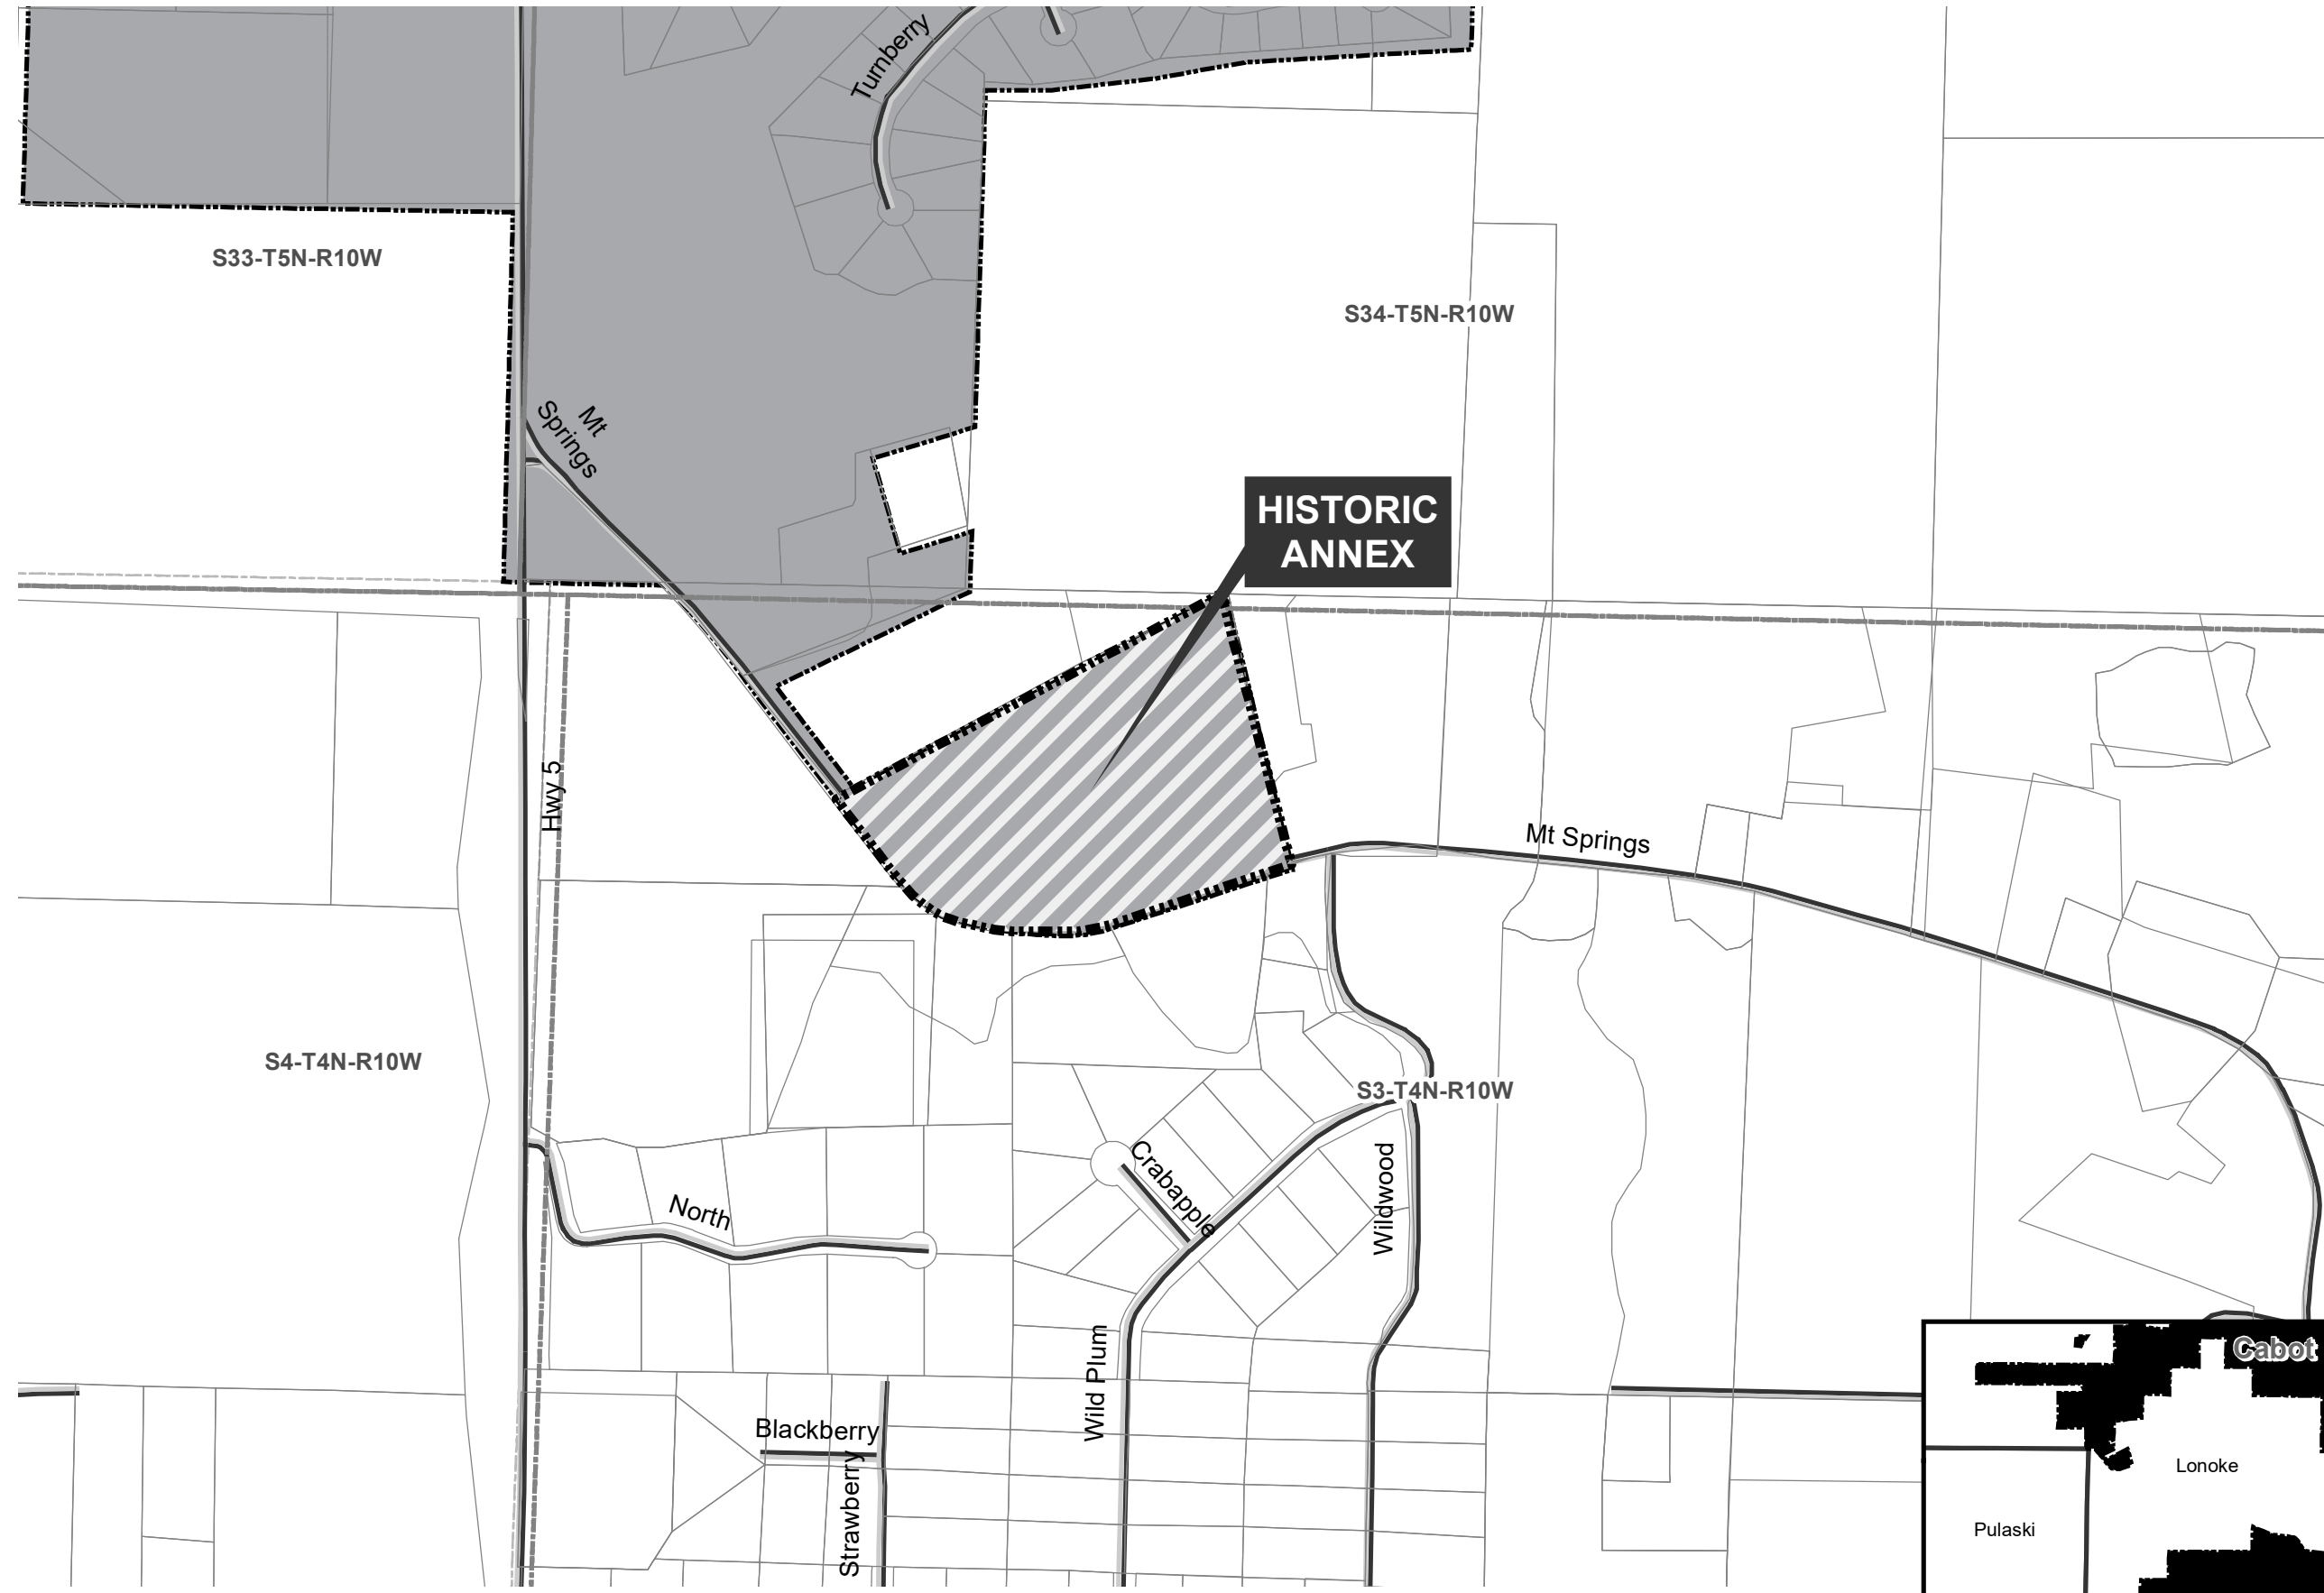 Turnberry
S33-T5N-R10W
S34-T5N-R10W
Mt
Springs
HISTORIC
ANNEX
Hwy 5
Mt Springs
S4-T4N-R10W
S3-T4N-R10W
Crabapple
Wildwood
North
Wild Plum
Blackberry
Strawberry
Cabot
Lonoke
Pulaski